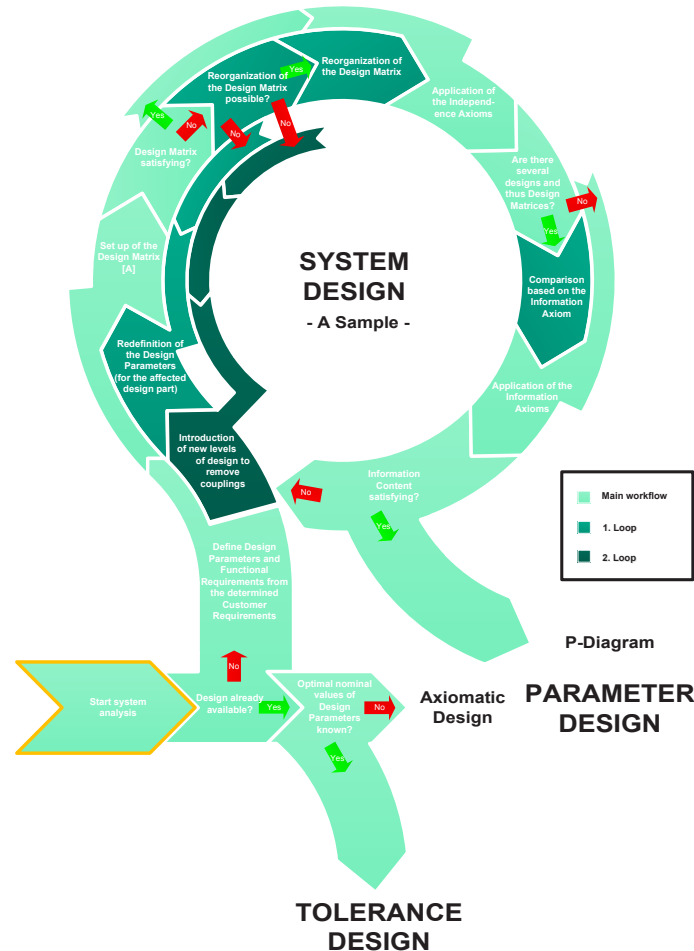 Reorganization of
the Design Matrix
possible?
Yes
Reorganization of
the Design Matrix
Application of
the Independ-
ence Axioms
Yes
No
No
No
Design Matrix
satisfying?
Are there
several
designs and
thus Design
Matrices?
No
Yes
Set up of the
Design Matrix
[A]
SYSTEM
DESIGN
- A Sample -
Comparison
based on the
Information
Axiom
Redefinition of
the Design
Parameters
(for the affected
design part)
Application of the
Information
Axioms
Introduction
of new levels
of design to
remove
couplings
Information
Content
satisfying?
No
Yes
Main workflow
1. Loop
2. Loop
Define Design
Parameters and
Functional
Requirements from
the determined
Customer
Requirements
P-Diagram
No
Start system
analysis
Design already
available?
Yes
Optimal nominal
values of
Design
Parameters
known?
No
Axiomatic
Design
PARAMETER
DESIGN
Yes
TOLERANCE
DESIGN